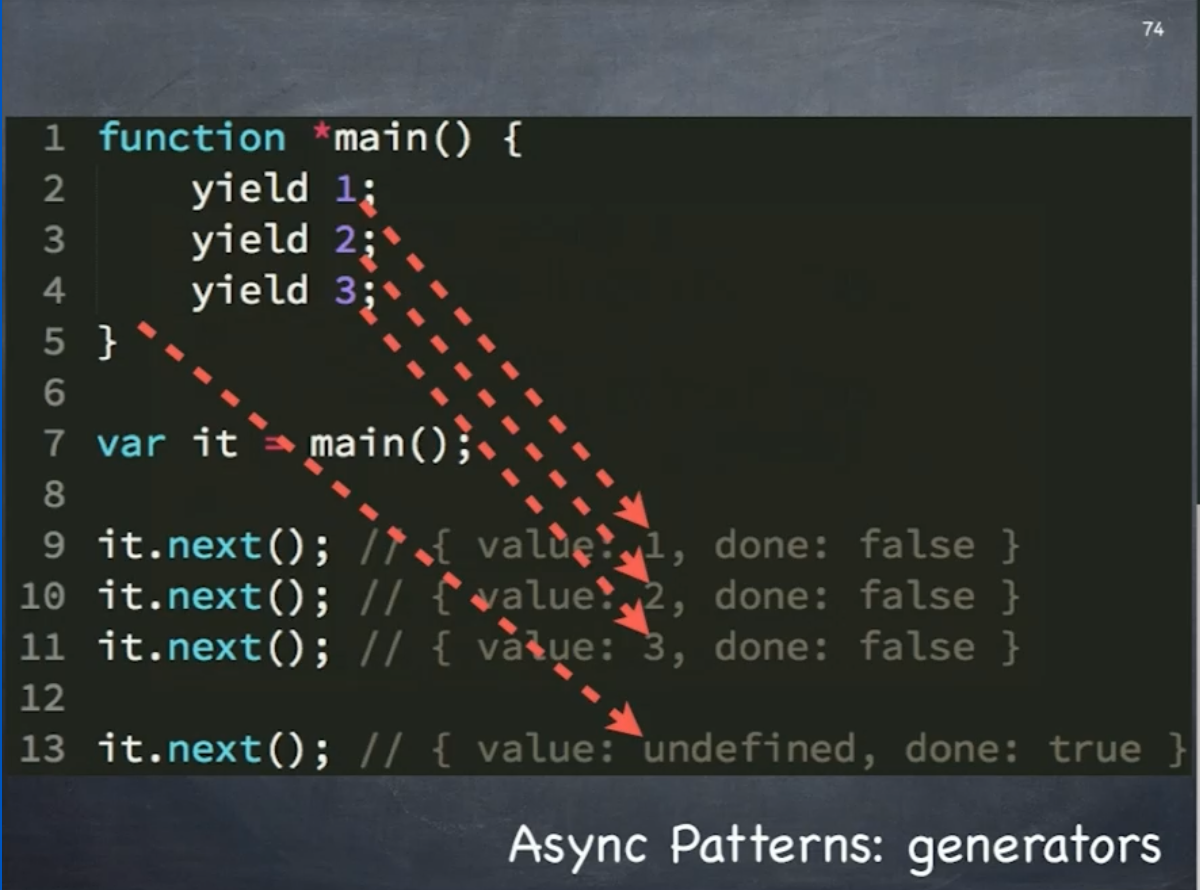 74
1 function *main() {
2 yield 1;
3 yield 2;
4 yield 3;
5 }
6
7 var it = main();
8
9 it.next(); // { value: 1, done: false }
10 it.next(); // { value: 2, done: false }
11 it.next(); // { value: 3, done: false }
12
13 it.next(); // { value: undefined, done: true }
Async Patterns: generators